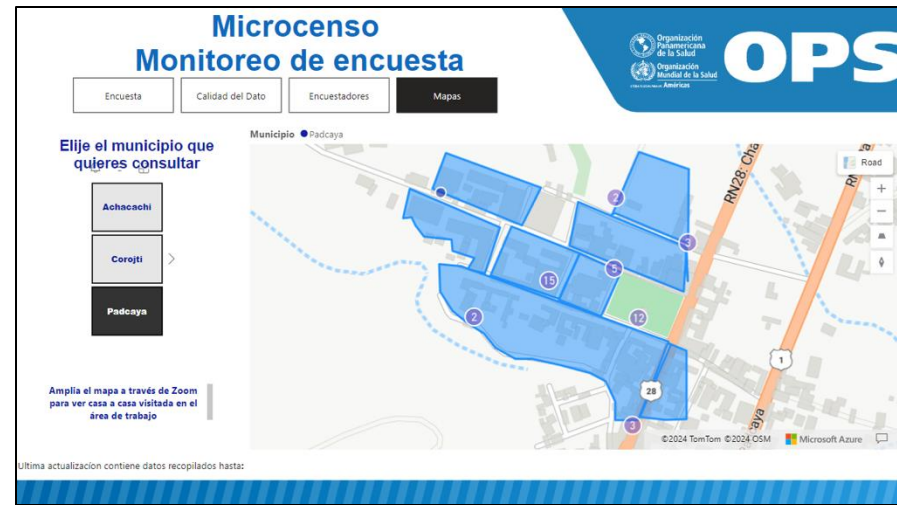 Microcenso
Monitoreo de encuesta
Organización
Panamericana
de la Salud
Organización
Mundial de la Salud
Américas
OPS
Encuesta
Calidad del Dato
Encuestadores
Mapas
Elije el municipio que
quieres consultar
Achacachi
Corojti
Padcaya
Amplia el mapa a través de Zoom
para ver casa a casa visitada en el
área de trabajo
Municipio
Padcaya
RN28: Cha
Road
2
3
5
15
12
2
1
28
3
aya
©2024 TomTom ©2024 OSM
Microsoft Azure
Ultima actualizacion contiene datos recopilados hasta: